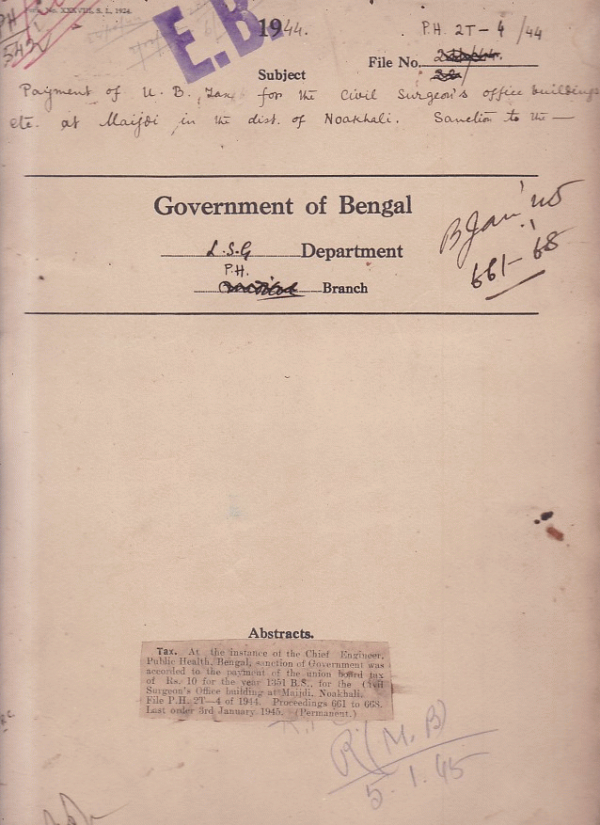 No. XXXVIII, S. L., 1924.
PH
543
E.B.
1944.
P.H. 2T-4/44
Subject
File No.
Payment of U. B. Tax for the Civil Surgeon's office buildings
etc. at Maijdi in the dist. of Noakhali. Sanction to the —
Government of Bengal
L.S.G Department
P.H.
Branch
B Jan' 45
661-68
Abstracts.
Tax. At the instance of the Chief Engineer,
Public Health, Bengal, sanction of Government was
accorded to the payment of the union board tax
of Rs. 10 for the year 1351 B.S., for the Civil
Surgeon's Office building at Maijdi, Noakhali.
File P.H. 2T—4 of 1944. Proceedings 661 to 668.
Last order 3rd January 1945. (Permanent.)
R (M.B)
5.1.45